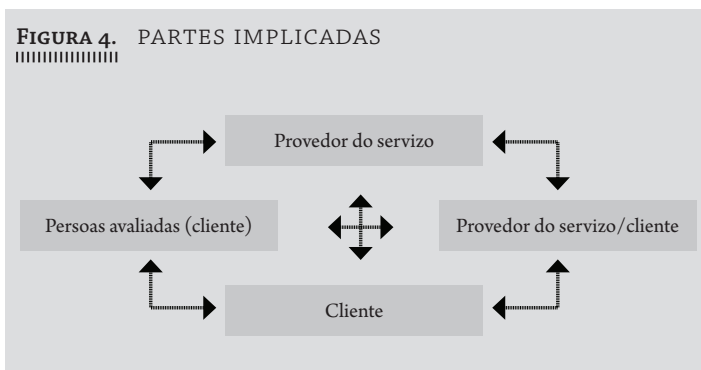 FIGURA 4. PARTES IMPLICADAS
Provedor do servizo
Persoas avaliadas (cliente)
Provedor do servizo/cliente
Cliente